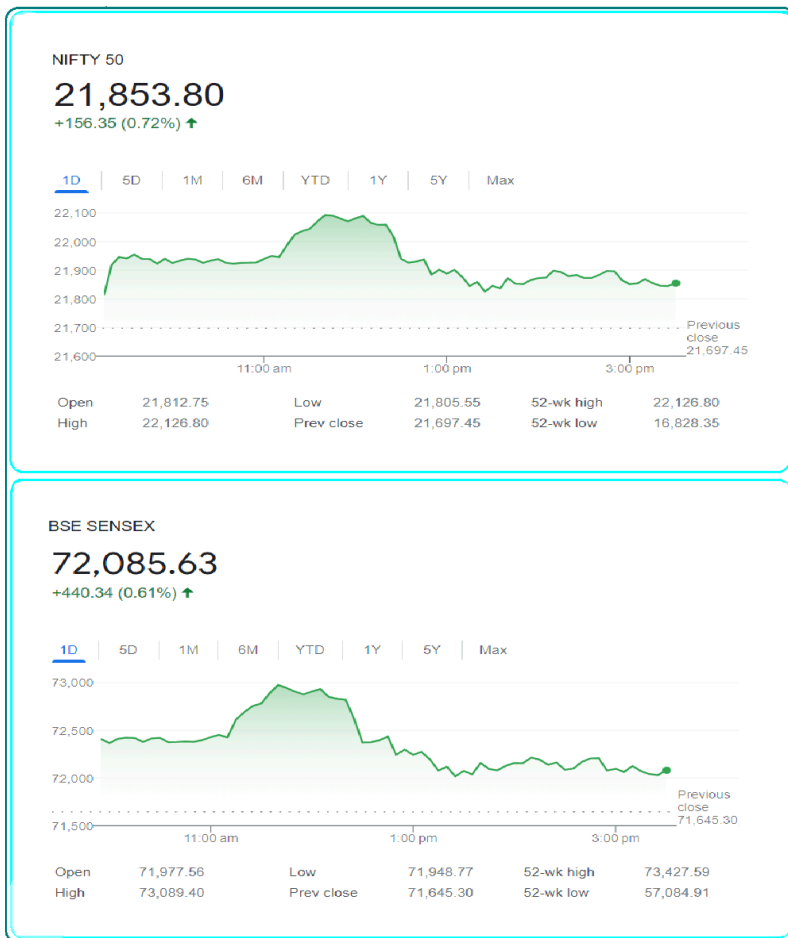 NIFTY 50
21,853.80
+156.35 (0.72%) ↑
1D 5D 1M 6M YTD 1Y 5Y Max
22,100
22,000
21,900
21,800
21,700
21,600
Previous
close
21,697.45
11:00 am 1:00 pm 3:00 pm
Open 21,812.75 Low 21,805.55 52-wk high 22,126.80
High 22,126.80 Prev close 21,697.45 52-wk low 16,828.35
BSE SENSEX
72,085.63
+440.34 (0.61%) ↑
1D 5D 1M 6M YTD 1Y 5Y Max
73,000
72,500
72,000
71,500
Previous
close
71,645.30
11:00 am 1:00 pm 3:00 pm
Open 71,977.56 Low 71,948.77 52-wk high 73,427.59
High 73,089.40 Prev close 71,645.30 52-wk low 57,084.91